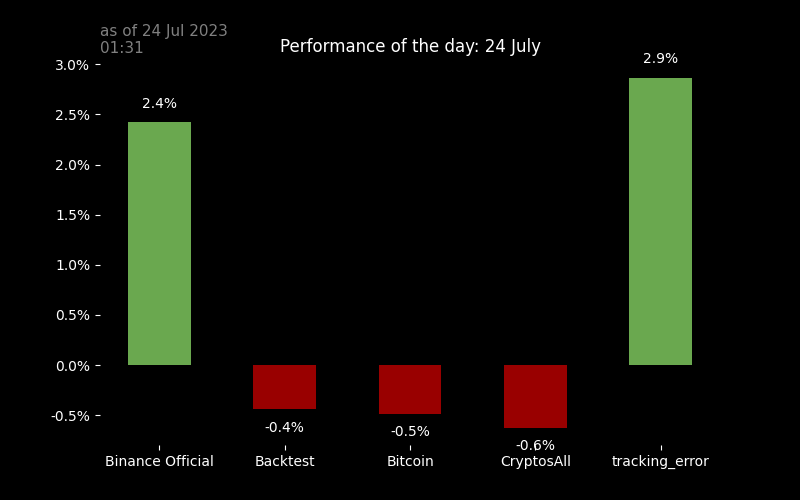 as of 24 Jul 2023
01:31
Performance of the day: 24 July
3.0%
2.5%
2.0%
1.5%
1.0%
0.5%
0.0%
-0.5%
2.4%
-0.4%
-0.5%
-0.6%
2.9%
Binance Official
Backtest
Bitcoin
CryptosAll
tracking_error